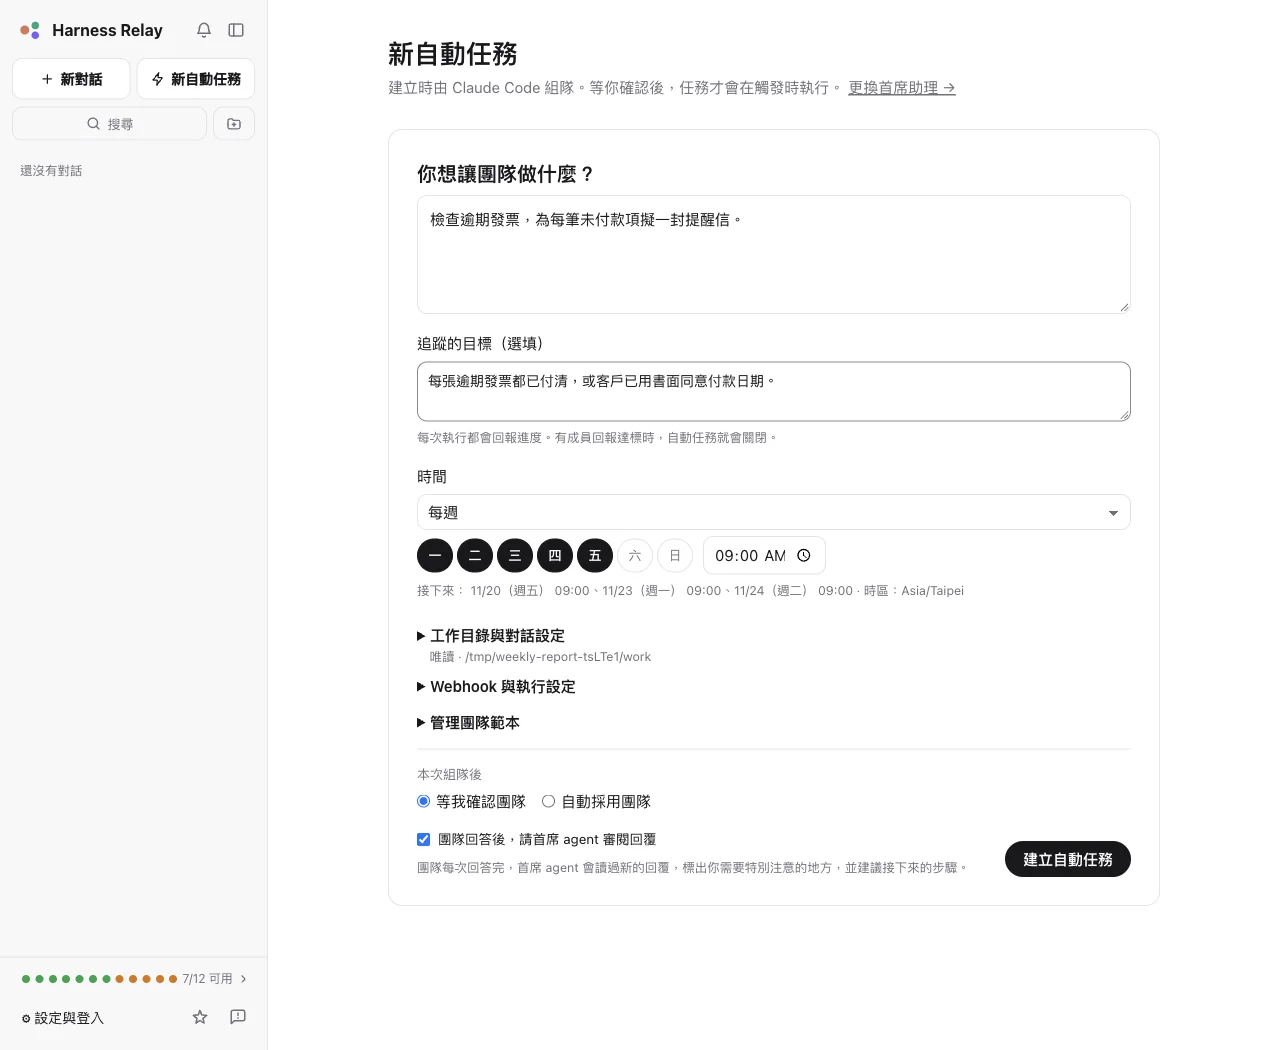 Harness Relay
新對話
新自動任務
搜尋
還沒有對話
7/12 可用
設定與登入
新自動任務
建立時由 Claude Code 組隊。等你確認後，任務才會在觸發時執行。 更換首席助理 →
你想讓團隊做什麼？
檢查逾期發票，為每筆未付款項擬一封提醒信。
追蹤的目標（選填）
每張逾期發票都已付清，或客戶已用書面同意付款日期。
每次執行都會回報進度。有成員回報達標時，自動任務就會關閉。
時間
每週
一 二 三 四 五 六 日 09:00 AM
接下來： 11/20（週五） 09:00、11/23（週一） 09:00、11/24（週二） 09:00 · 時區：Asia/Taipei
工作目錄與對話設定
唯讀 · /tmp/weekly-report-tsLTe1/work
Webhook 與執行設定
管理團隊範本
本次組隊後
等我確認團隊 自動採用團隊
團隊回答後，請首席 agent 審閱回覆
團隊每次回答完，首席 agent 會讀過新的回覆，標出你需要特別注意的地方，並建議接下來的步驟。
建立自動任務